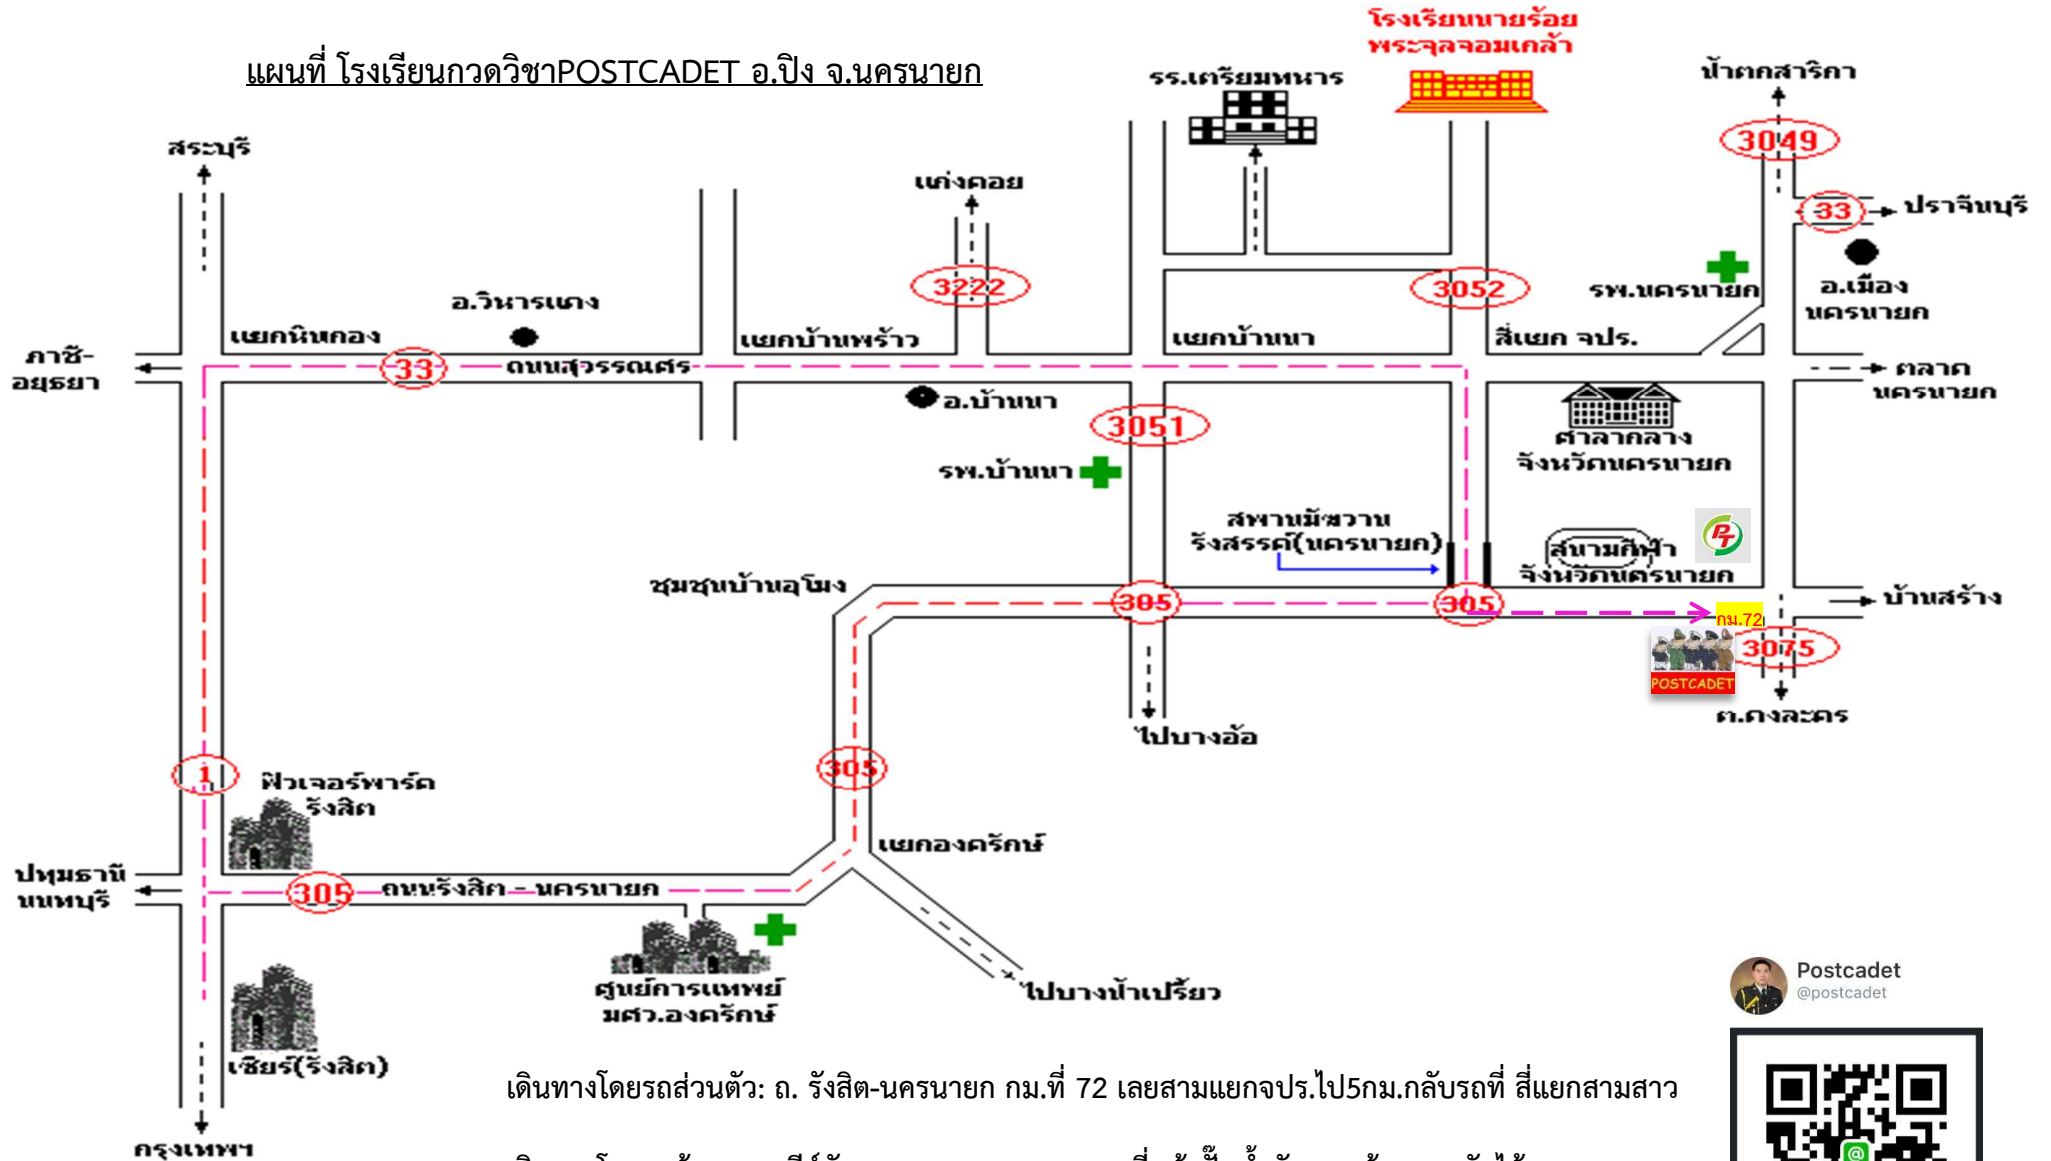 แผนที่ โรงเรียนกวดวิชาPOSTCADET อ.ปิง จ.นครนายก
โรงเรียนนายร้อย
พระจุลจอมเกล้า
รร.เตรียมทหาร
น้ำตกสาริกา
3049
สระบุรี
แก่งคอย
33
ปราจีนบุรี
3222
3052
รพ.นครนายก
อ.เมือง
นครนายก
อ.วิหารแดง
แยกหินกอง
แยกบ้านพร้าว
แยกบ้านนา
สี่แยก จปร.
ภาชี-
อยุธยา
33
ถนนสุวรรณศร
ตลาด
นครนายก
อ.บ้านนา
3051
ศาลากลาง
จังหวัดนครนายก
รพ.บ้านนา
สพานมัฆวาน
รังสรรค์(นครนายก)
PT
สนามกีฬา
จังหวัดนครนายก
ชุมชุนบ้านอุโมง
305
305
บ้านสร้าง
กม.72
3075
POSTCADET
ต.ดงละคร
ไปบางอ้อ
1
ฟิวเจอร์พาร์ค
รังสิต
305
แยกองครักษ์
ปทุมธานี
นนทบุรี
305
ถนนรังสิต - นครนายก
ศูนย์การแพทย์
มศว.องครักษ์
ไปบางน้ำเปรี้ยว
Postcadet
@postcadet
เซียร์(รังสิต)
เดินทางโดยรถส่วนตัว: ถ. รังสิต-นครนายก กม.ที่ 72 เลยสามแยกจปร.ไป5กม.กลับรถที่ สี่แยกสามสาว
กรุงเทพฯ